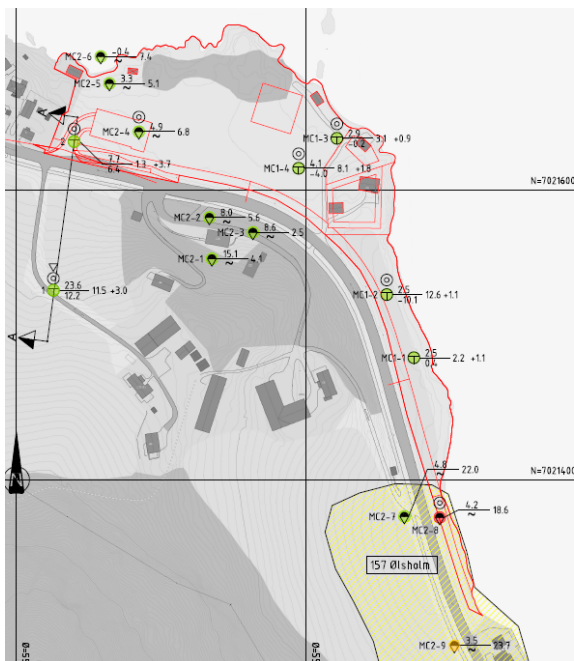 MC2-6 -0.4 ~ 7.4
MC2-5 3.3 ~ 5.1
A
MC2-4 4.9 ~ 6.8
MC1-3 2.9 -0.2 3.1 +0.9
2 7.7 6.4 1.3 +3.7
MC1-4 4.1 -4.0 8.1 +1.8
N=7021600
MC2-2 8.0 ~ 5.6
MC2-3 8.6 ~ 2.5
MC2-1 15.1 ~ 4.1
1 23.6 12.2 11.5 +3.0
MC1-2 2.5 -10.1 12.6 +1.1
A
MC1-1 2.5 0.4 2.2 +1.1
N
N=7021400
MC2-7 4.8 ~ 22.0
MC2-8 4.2 ~ 18.6
157 Ølsholm
MC2-9 3.5 ~ 23.7